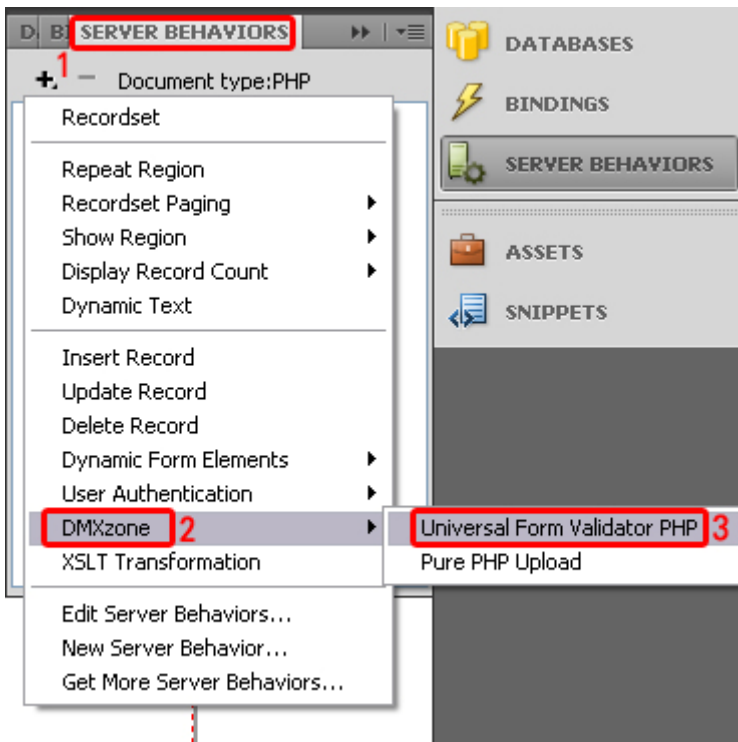 D B SERVER BEHAVIORS
1
Document type:PHP
Recordset
Repeat Region
Recordset Paging
Show Region
Display Record Count
Dynamic Text
Insert Record
Update Record
Delete Record
Dynamic Form Elements
User Authentication
DMXzone 2
XSLT Transformation
Edit Server Behaviors...
New Server Behavior...
Get More Server Behaviors...
Universal Form Validator PHP 3
Pure PHP Upload
DATABASES
BINDINGS
SERVER BEHAVIORS
ASSETS
SNIPPETS